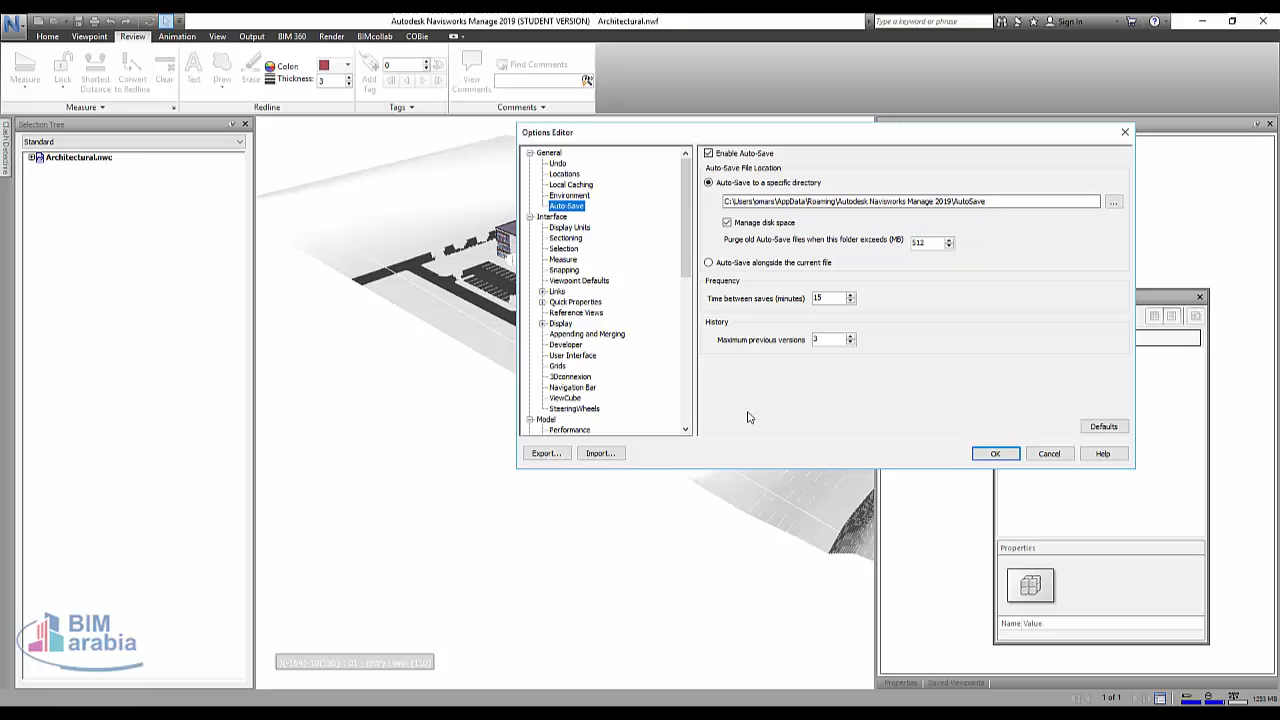 Autodesk Navisworks Manage 2019 (STUDENT VERSION) Architectural.nwf
Type a keyword or phrase
Sign In
Home Viewpoint Review Animation View Output BIM 360 Render BIMcollab COBie
Measure
Lock
Shortest Distance
Convert to Redline
Clear
Text
Draw
Erase
Color:
Thickness: 3
Add Tag
0
View Comments
Find Comments
Measure
Redline
Tags
Comments
Clash Detective
Selection Tree
Standard
Architectural.nwc
Options Editor
General
Undo
Locations
Local Caching
Environment
Auto-Save
Interface
Display Units
Sectioning
Selection
Measure
Snapping
Viewpoint Defaults
Links
Quick Properties
Reference Views
Display
Appending and Merging
Developer
User Interface
Grids
3Dconnexion
Navigation Bar
ViewCube
SteeringWheels
Model
Performance
Enable Auto-Save
Auto-Save File Location
Auto-Save to a specific directory
C:\Users\omars\AppData\Roaming\Autodesk Navisworks Manage 2019\AutoSave
...
Manage disk space
Purge old Auto-Save files when this folder exceeds (MB) 512
Auto-Save alongside the current file
Frequency
Time between saves (minutes) 15
History
Maximum previous versions 3
Defaults
Export... Import... OK Cancel Help
Properties
Name Value
BIM
arabia
Properties Saved Viewpoints
1 of 1
1253 MB